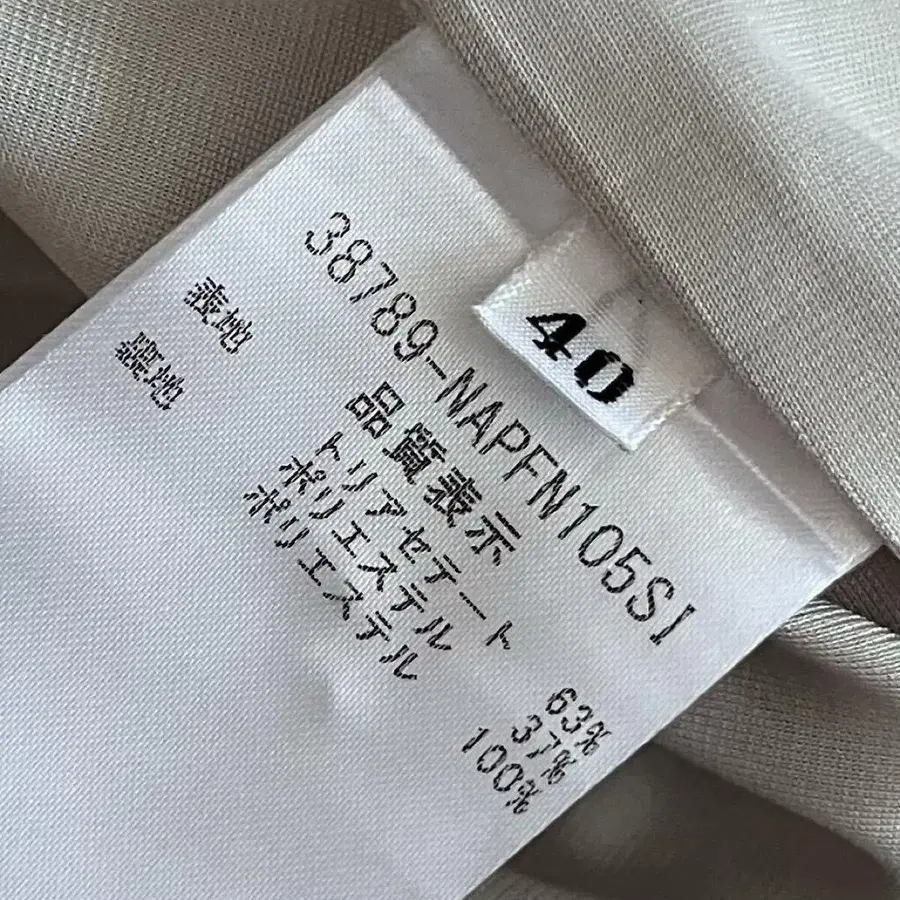 38789-NAPFN105SI
40
品質表示
表地 トリアセテート 63%
ポリエステル 37%
裏地 ポリエステル 100%